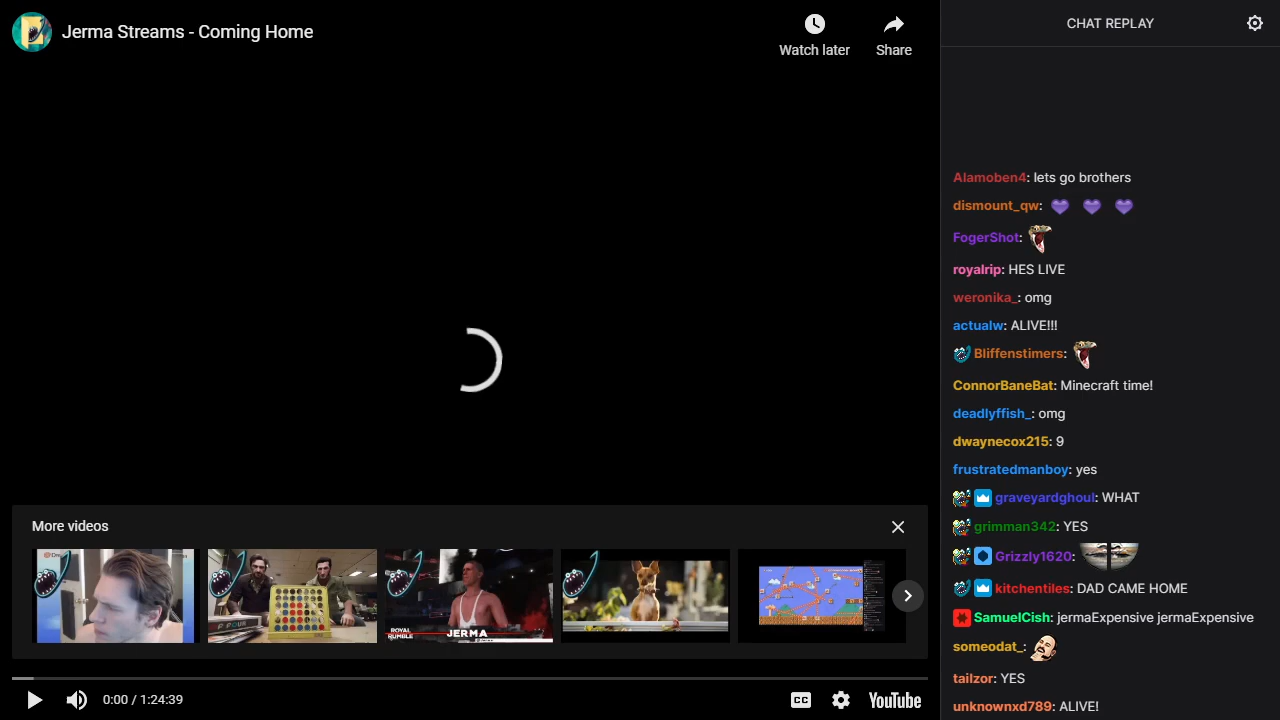 Jerma Streams - Coming Home
Watch later
Share
CHAT REPLAY
Alamoben4: lets go brothers
dismount_qw:
FogerShot:
royalrip: HES LIVE
weronika_: omg
actualw: ALIVE!!!
Bliffenstimers:
ConnorBaneBat: Minecraft time!
deadlyffish_: omg
dwaynecox215: 9
frustratedmanboy: yes
graveyardghoul: WHAT
grimman342: YES
Grizzly1620:
kitchentiles: DAD CAME HOME
SamuelCish: jermaExpensive jermaExpensive
someodat_:
tailzor: YES
unknownxd789: ALIVE!
More videos
ROYAL
RUMBLE
JERMA
0:00 / 1:24:39
CC
YouTube